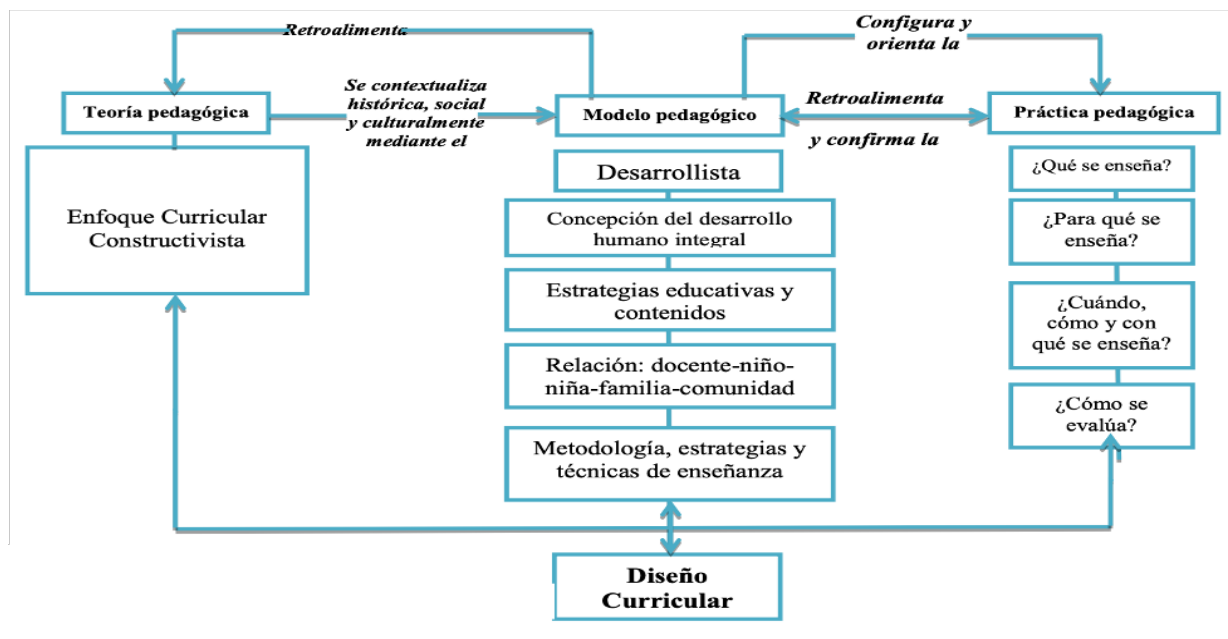 Retroalimenta
Configura y
orienta la
Se contextualiza
histórica, social
y culturalmente
mediante el
Teoría pedagógica
Modelo pedagógico
Retroalimenta
y confirma la
Práctica pedagógica
Enfoque Curricular
Constructivista
Desarrollista
Concepción del desarrollo
humano integral
Estrategias educativas y
contenidos
Relación: docente-niño-
niña-familia-comunidad
Metodología, estrategias y
técnicas de enseñanza
¿Qué se enseña?
¿Para qué se
enseña?
¿Cuándo,
cómo y con
qué se enseña?
¿Cómo se
evalúa?
Diseño
Curricular